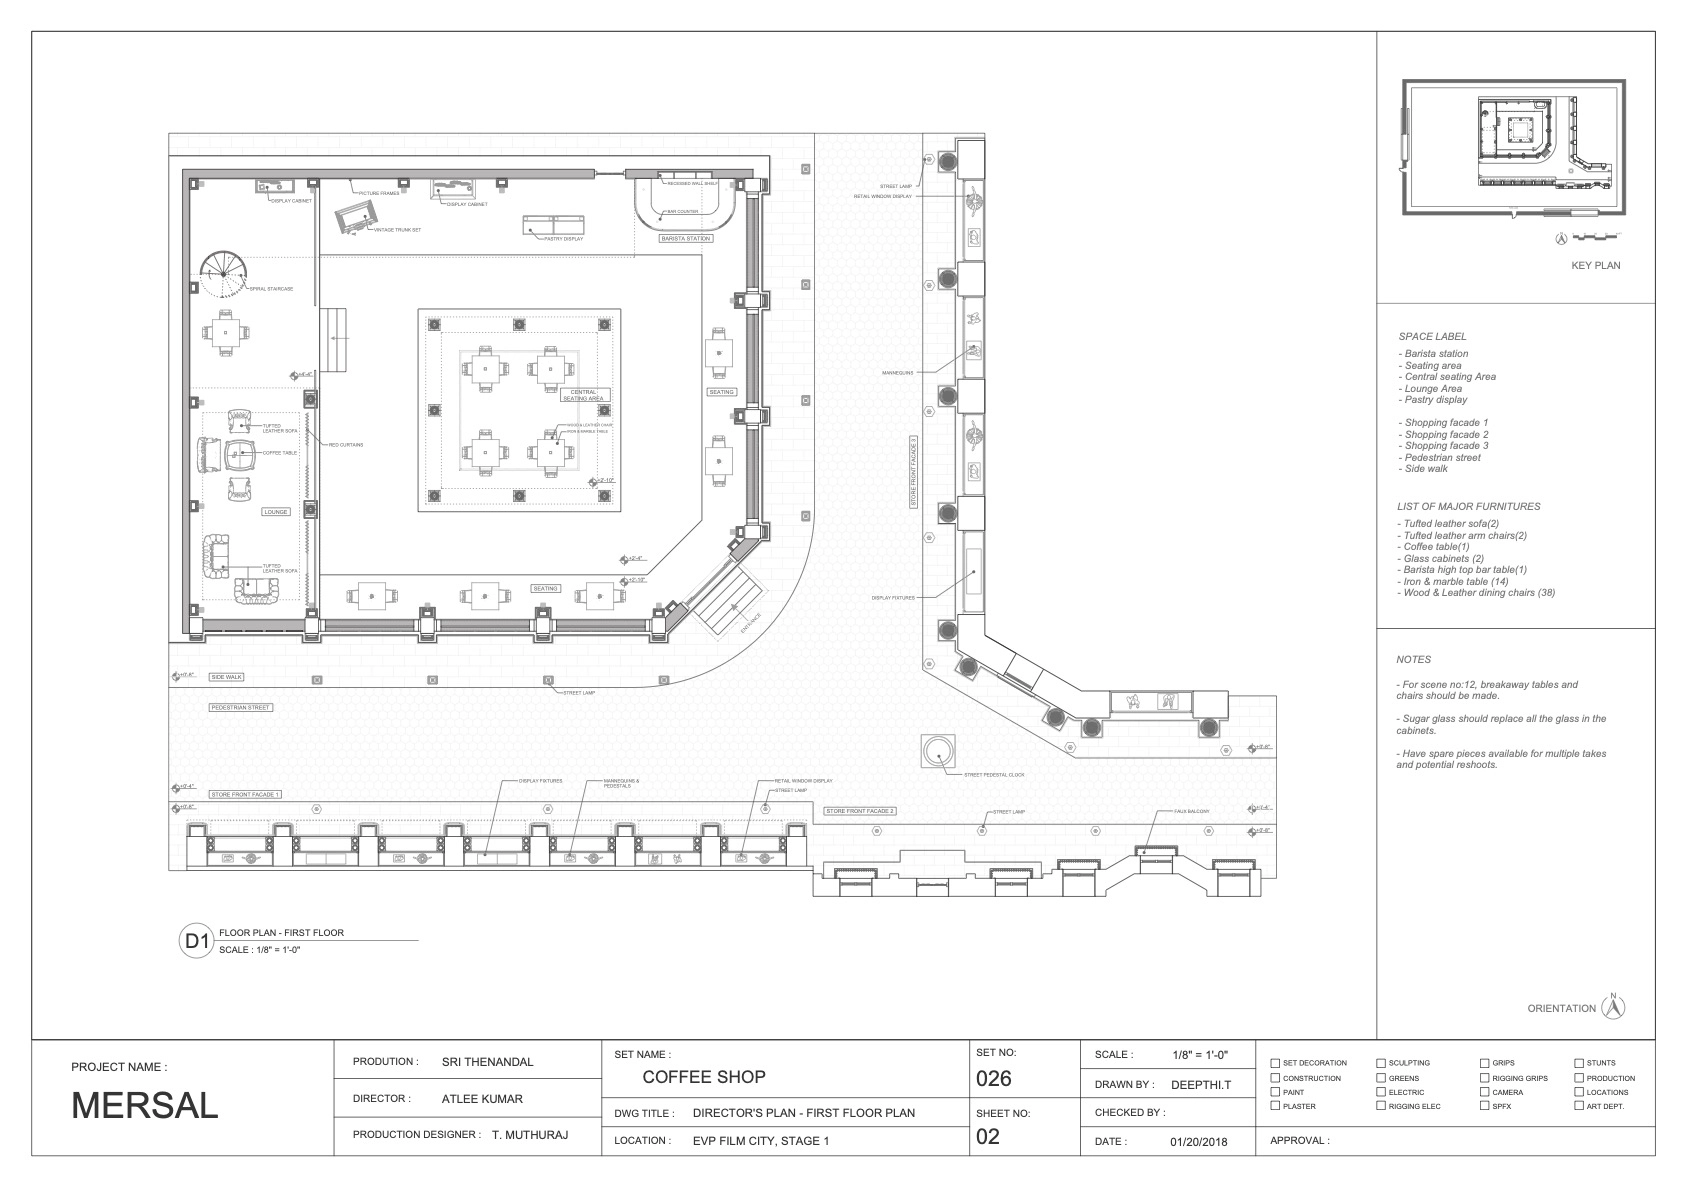 DISPLAY CABINET
PICTURE FRAMES
VINTAGE TRUNK SET
DISPLAY CABINET
PASTRY DISPLAY
RECESSED WALL SHELF
BAR COUNTER
BARISTA STATION
SPIRAL STAIRCASE
STREET LAMP
RETAIL WINDOW DISPLAY
MANNEQUINS
SEATING
CENTRAL
SEATING AREA
WOOD & LEATHER CHAIR
IRON & MARBLE TABLE
TUFTED
LEATHER SOFA
RED CURTAINS
COFFEE TABLE
LOUNGE
TUFTED
LEATHER SOFA
SEATING
+2'-10"
+2'-4"
+2'-10"
STORE FRONT FACADE 3
DISPLAY FIXTURES
ENTRANCE
SIDE WALK
STREET LAMP
PEDESTRIAN STREET
STREET PEDESTAL CLOCK
DISPLAY FIXTURES
MANNEQUINS &
PEDESTALS
RETAIL WINDOW DISPLAY
STREET LAMP
STORE FRONT FACADE 1
STORE FRONT FACADE 2
STREET LAMP
FAUX BALCONY
D1
FLOOR PLAN - FIRST FLOOR
SCALE : 1/8" = 1'-0"
KEY PLAN
SPACE LABEL
- Barista station
- Seating area
- Central seating Area
- Lounge Area
- Pastry display
- Shopping facade 1
- Shopping facade 2
- Shopping facade 3
- Pedestrian street
- Side walk
LIST OF MAJOR FURNITURES
- Tufted leather sofa(2)
- Tufted leather arm chairs(2)
- Coffee table(1)
- Glass cabinets (2)
- Barista high top bar table(1)
- Iron & marble table (14)
- Wood & Leather dining chairs (38)
NOTES
- For scene no:12, breakaway tables and
chairs should be made.
- Sugar glass should replace all the glass in the
cabinets.
- Have spare pieces available for multiple takes
and potential reshoots.
ORIENTATION
N
PROJECT NAME :
MERSAL
PRODUTION : SRI THENANDAL
DIRECTOR : ATLEE KUMAR
PRODUCTION DESIGNER : T. MUTHURAJ
SET NAME :
COFFEE SHOP
DWG TITLE : DIRECTOR'S PLAN - FIRST FLOOR PLAN
LOCATION : EVP FILM CITY, STAGE 1
SET NO:
026
SHEET NO:
02
SCALE : 1/8" = 1'-0"
DRAWN BY : DEEPTHI.T
CHECKED BY :
DATE : 01/20/2018
SET DECORATION SCULPTING GRIPS STUNTS
CONSTRUCTION GREENS RIGGING GRIPS PRODUCTION
PAINT ELECTRIC CAMERA LOCATIONS
PLASTER RIGGING ELEC SPFX ART DEPT.
APPROVAL :